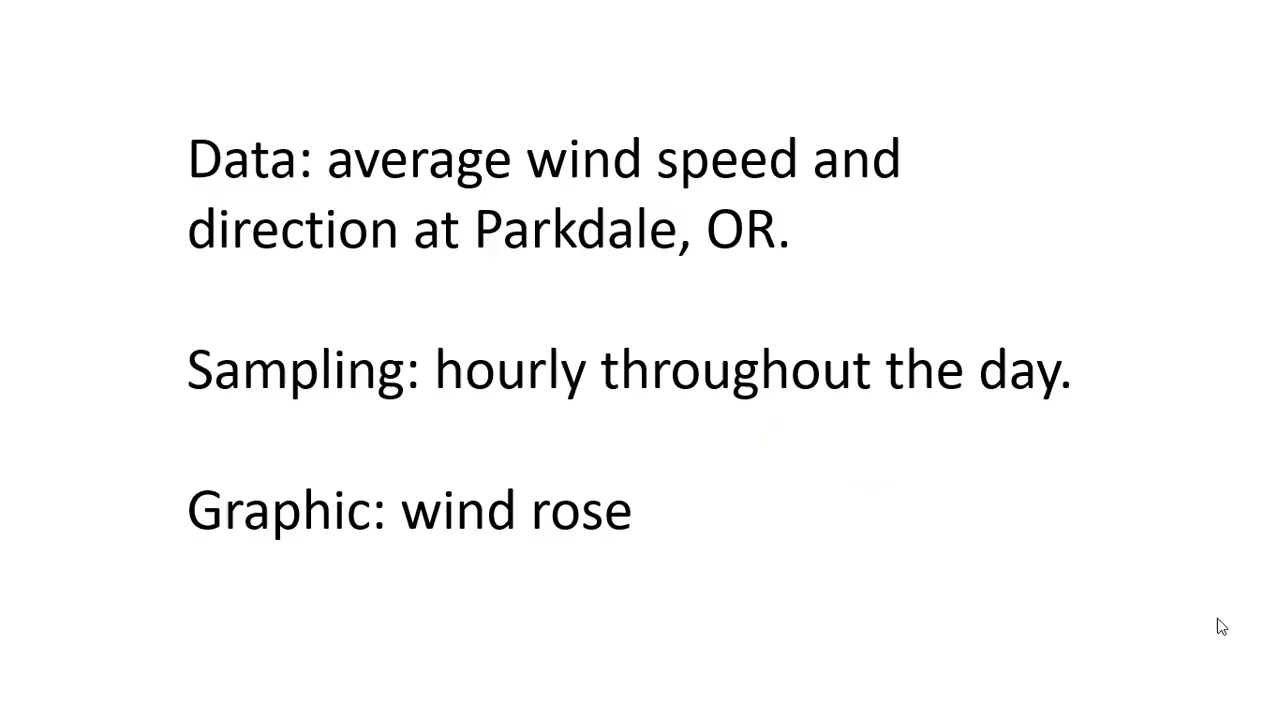 Data: average wind speed and
direction at Parkdale, OR.
Sampling: hourly throughout the day.
Graphic: wind rose